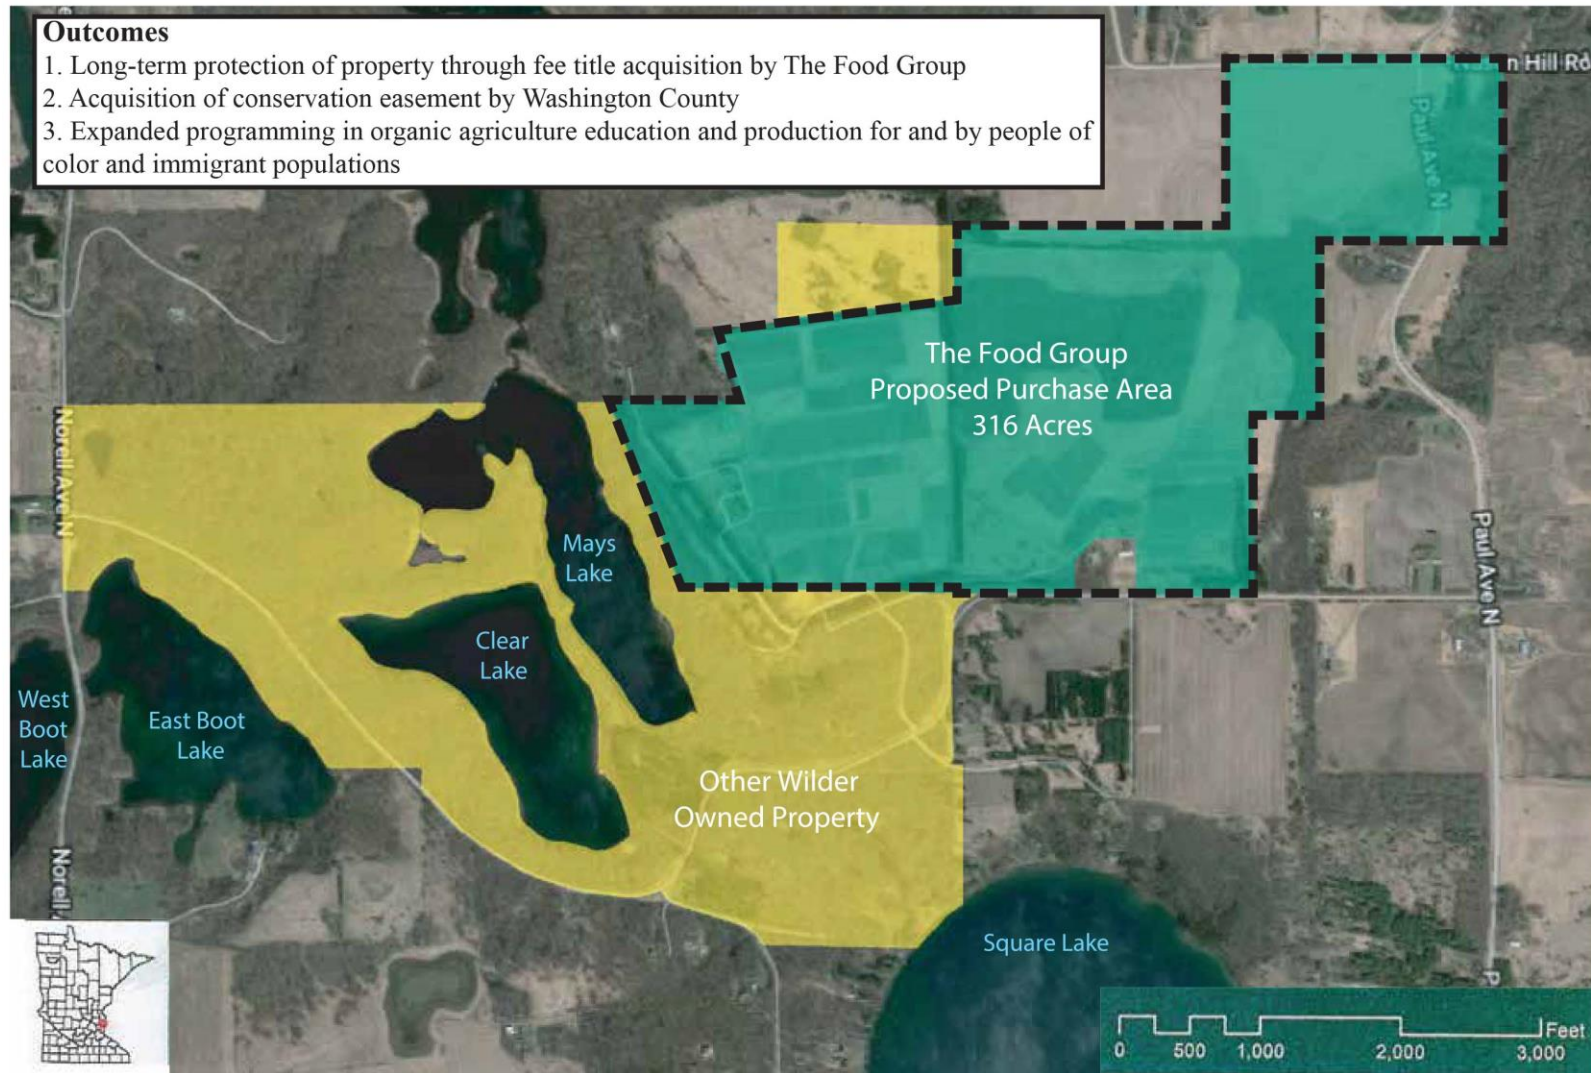 Outcomes
1. Long-term protection of property through fee title acquisition by The Food Group
2. Acquisition of conservation easement by Washington County
3. Expanded programming in organic agriculture education and production for and by people of
color and immigrant populations
n Hill Rd
Paul Ave N
The Food Group
Proposed Purchase Area
316 Acres
Norell Ave N
Mays
Lake
Paul Ave N
Clear
Lake
West
Boot
Lake
East Boot
Lake
Other Wilder
Owned Property
Norell
Square Lake
P
Feet
0 500 1,000 2,000 3,000